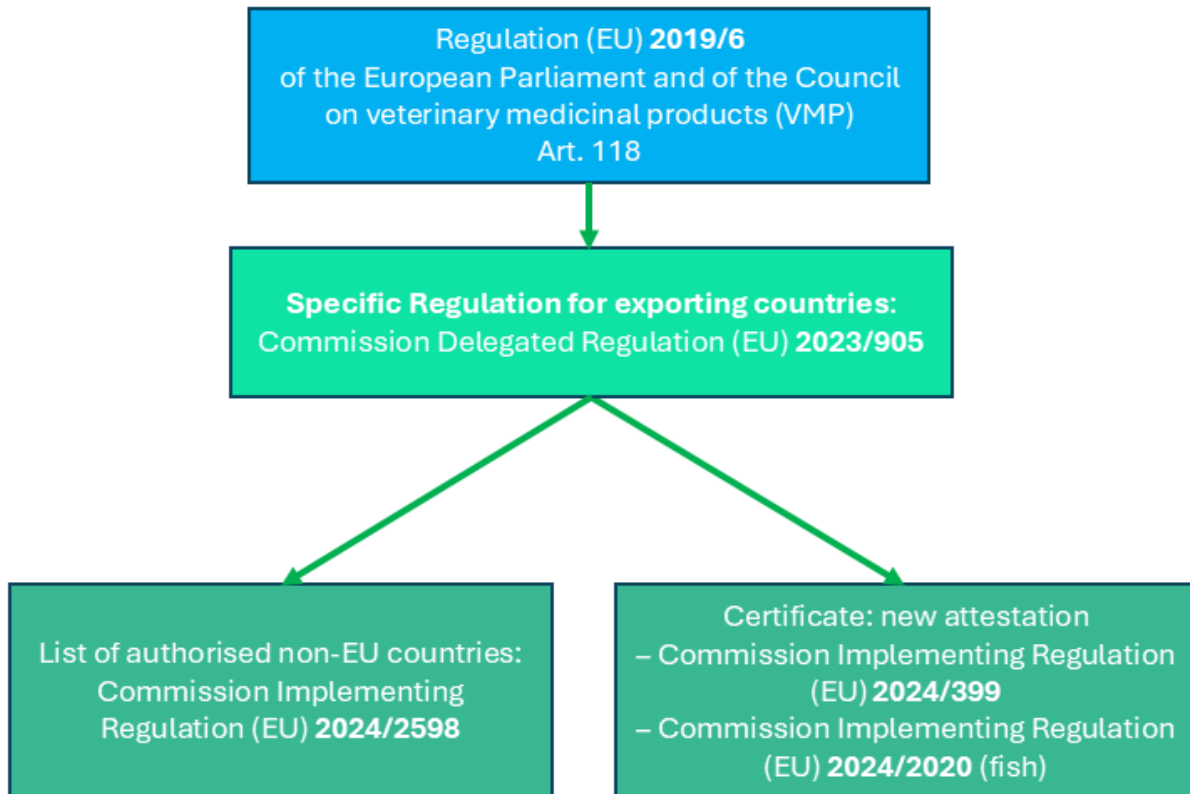 Regulation (EU) 2019/6
of the European Parliament and of the Council
on veterinary medicinal products (VMP)
Art. 118
Specific Regulation for exporting countries:
Commission Delegated Regulation (EU) 2023/905
List of authorised non-EU countries:
Commission Implementing
Regulation (EU) 2024/2598
Certificate: new attestation
– Commission Implementing Regulation
(EU) 2024/399
– Commission Implementing Regulation
(EU) 2024/2020 (fish)